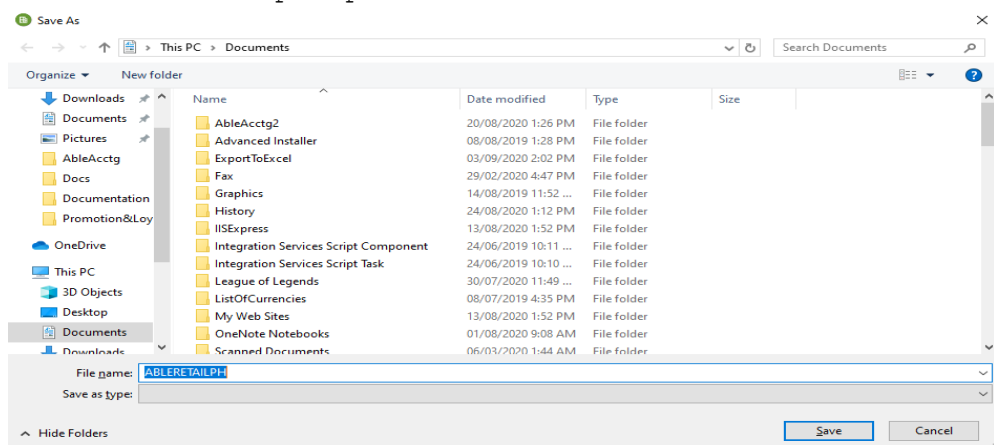 Save As
This PC > Documents
Search Documents
Organize
New folder
Downloads
Documents
Pictures
AbleAcctg
Docs
Documentation
Promotion&Loy
OneDrive
This PC
3D Objects
Desktop
Documents
Downloads
Name Date modified Type Size
AbleAcctg2 20/08/2020 1:26 PM File folder
Advanced Installer 08/08/2019 1:28 PM File folder
ExportToExcel 03/09/2020 2:02 PM File folder
Fax 29/02/2020 4:47 PM File folder
Graphics 14/08/2019 11:52 ... File folder
History 24/08/2020 1:12 PM File folder
IISExpress 13/08/2020 1:52 PM File folder
Integration Services Script Component 24/06/2019 10:11 ... File folder
Integration Services Script Task 24/06/2019 10:10 ... File folder
League of Legends 30/07/2020 11:49 ... File folder
ListOfCurrencies 08/07/2019 4:35 PM File folder
My Web Sites 13/08/2020 1:52 PM File folder
OneNote Notebooks 01/08/2020 9:08 AM File folder
Scanned Documents 06/03/2020 1:44 AM File folder
File name: ABLERETAILPH
Save as type:
Hide Folders
Save
Cancel